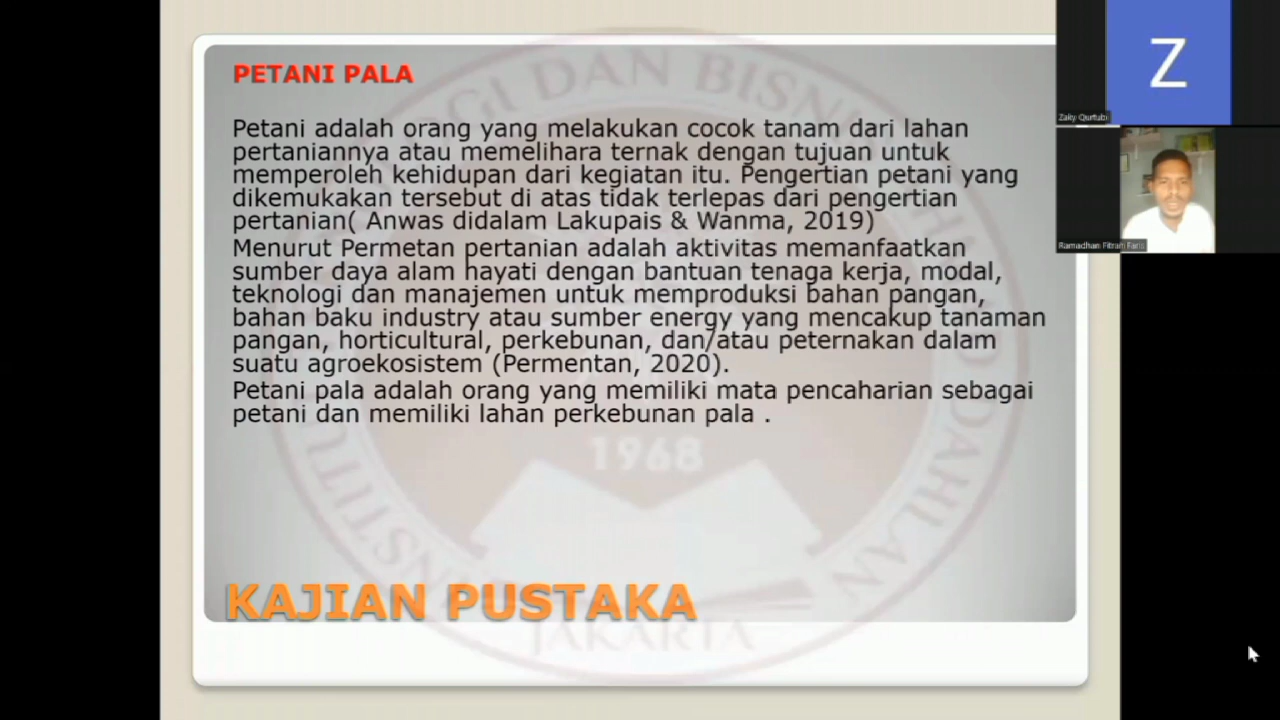 PETANI PALA
Petani adalah orang yang melakukan cocok tanam dari lahan
pertaniannya atau memelihara ternak dengan tujuan untuk
memperoleh kehidupan dari kegiatan itu. Pengertian petani yang
dikemukakan tersebut di atas tidak terlepas dari pengertian
pertanian( Anwas didalam Lakupais & Wanma, 2019)
Menurut Permetan pertanian adalah aktivitas memanfaatkan
sumber daya alam hayati dengan bantuan tenaga kerja, modal,
teknologi dan manajemen untuk memproduksi bahan pangan,
bahan baku industry atau sumber energy yang mencakup tanaman
pangan, horticultural, perkebunan, dan/atau peternakan dalam
suatu agroekosistem (Permentan, 2020).
Petani pala adalah orang yang memiliki mata pencaharian sebagai
petani dan memiliki lahan perkebunan pala .
1968
KAJIAN PUSTAKA
JAKARTA
Z
Zaky Qurtubi
Ramadhan Fitrah Faris